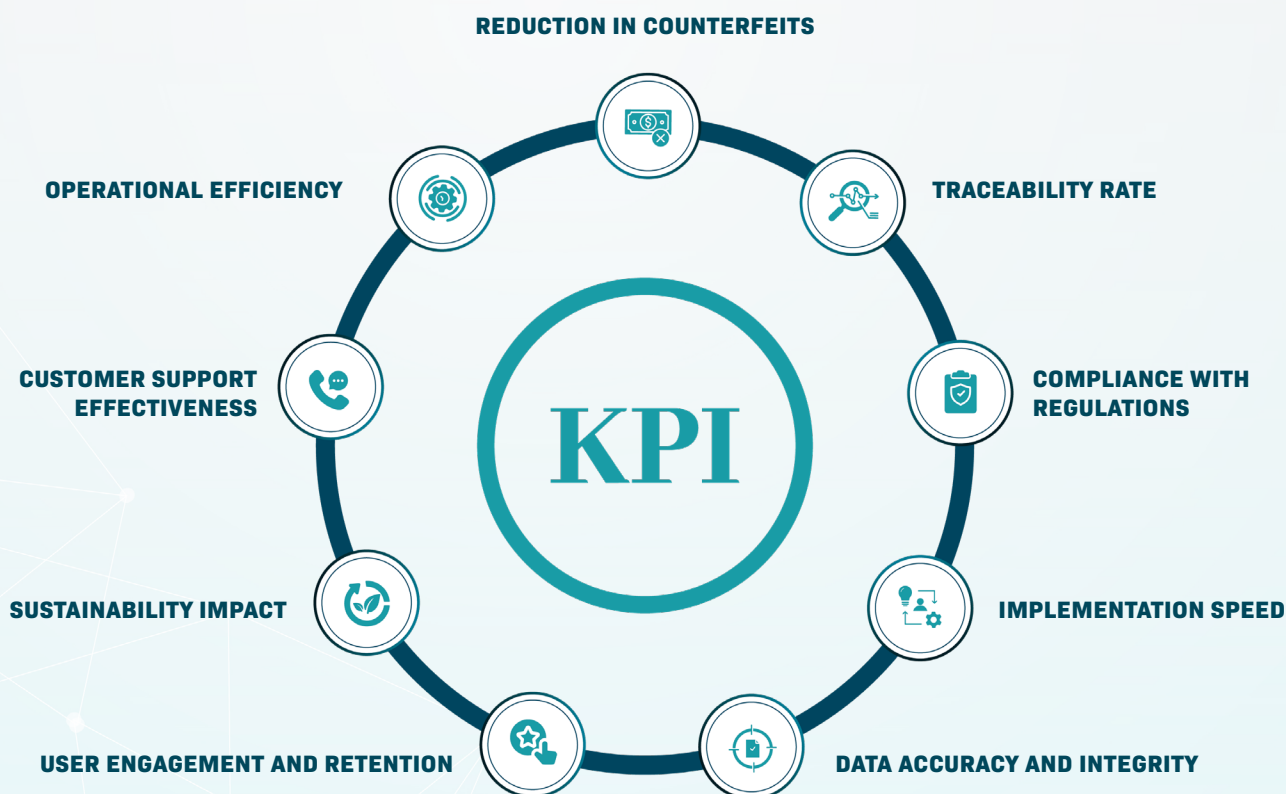 REDUCTION IN COUNTERFEITS
OPERATIONAL EFFICIENCY
TRACEABILITY RATE
CUSTOMER SUPPORT
EFFECTIVENESS
COMPLIANCE WITH
REGULATIONS
KPI
SUSTAINABILITY IMPACT
IMPLEMENTATION SPEED
USER ENGAGEMENT AND RETENTION
DATA ACCURACY AND INTEGRITY